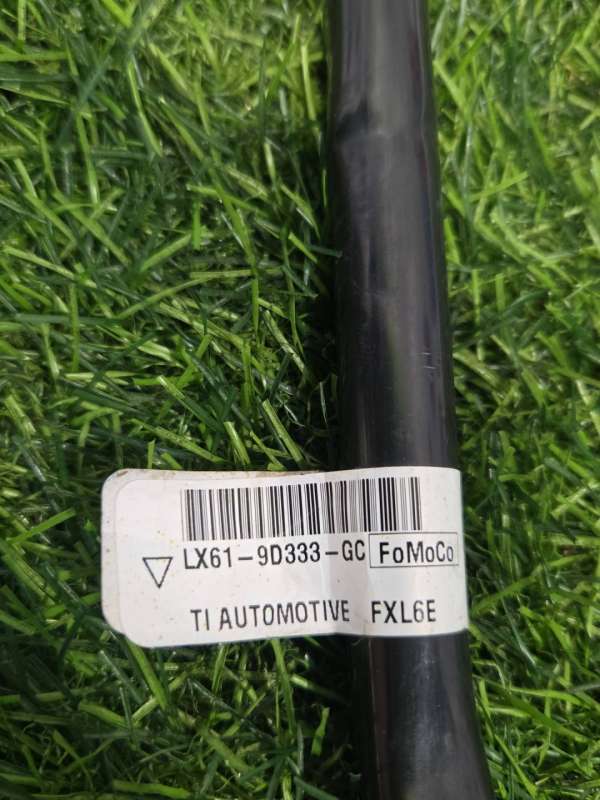 LX61-9D333-GC FoMoCo
TI AUTOMOTIVE FXL6E